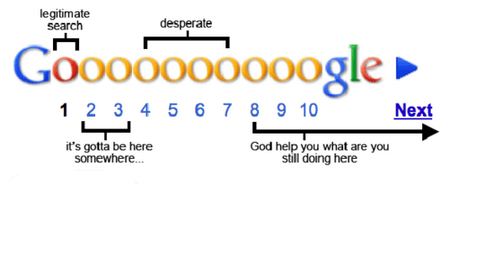 legitimate
search
desperate
Goooooooooogle
1 2 3 4 5 6 7 8 9 10 Next
it's gotta be here
somewhere...
God help you what are you
still doing here